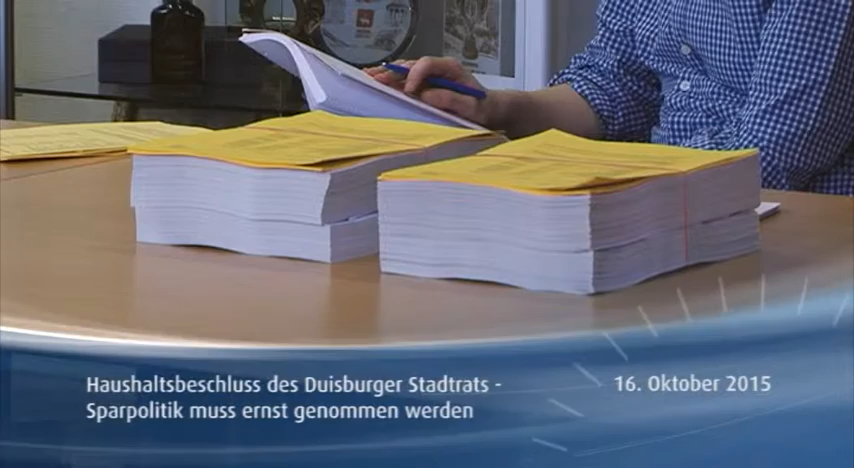 Haushaltsbeschluss des Duisburger Stadtrats - 16. Oktober 2015
Sparpolitik muss ernst genommen werden